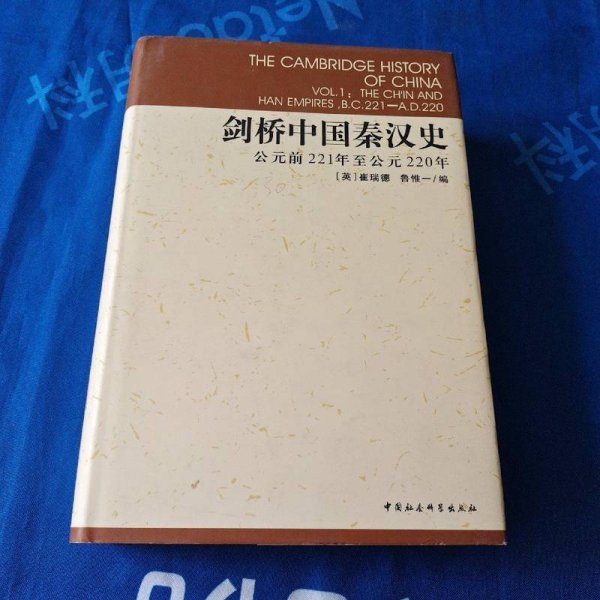 THE CAMBRIDGE HISTORY
OF CHINA
VOL.1; THE CH'IN AND
HAN EMPIRES ,B.C.221—A.D.220
剑桥中国秦汉史
公元前221年至公元220年
[英]崔瑞德 鲁惟一/编
中国社会科学出版社